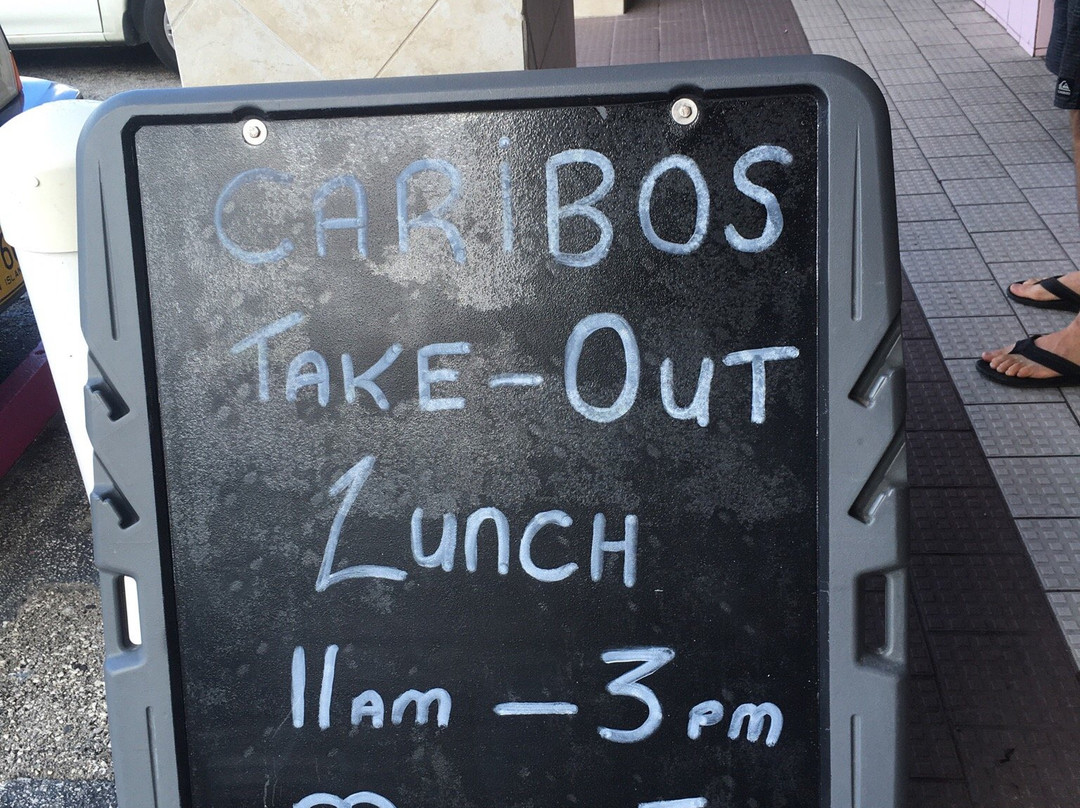 CARiBOS
TAKE-OUT
LUNCH
11AM - 3PM